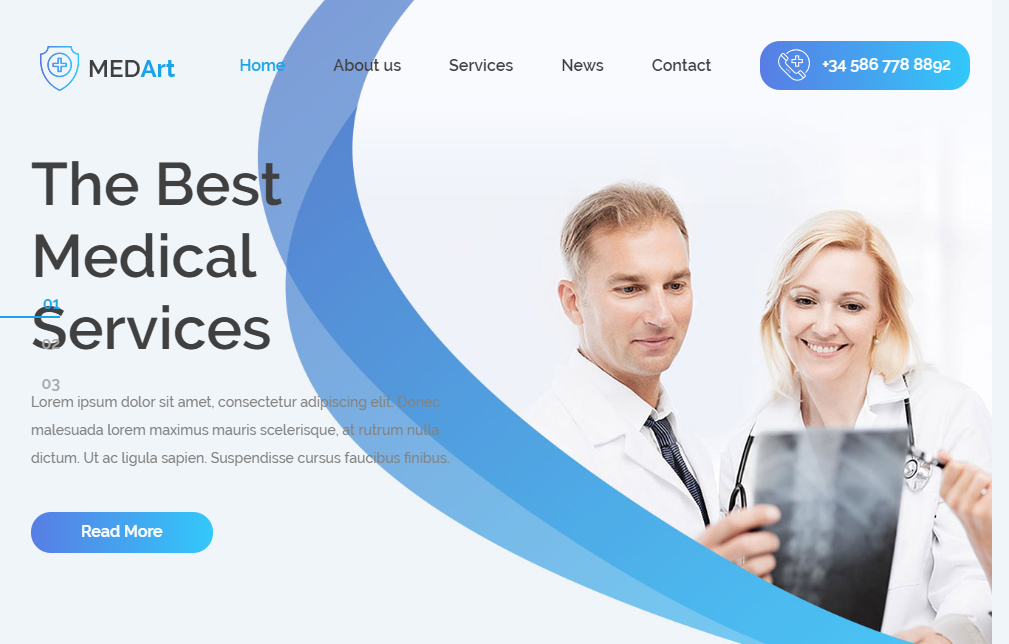 MEDArt
Home
About us
Services
News
Contact
+34 586 778 8892
The Best
Medical
Services
01
02
03
Lorem ipsum dolor sit amet, consectetur adipiscing elit. Donec
malesuada lorem maximus mauris scelerisque, at rutrum nulla
dictum. Ut ac ligula sapien. Suspendisse cursus faucibus finibus.
Read More